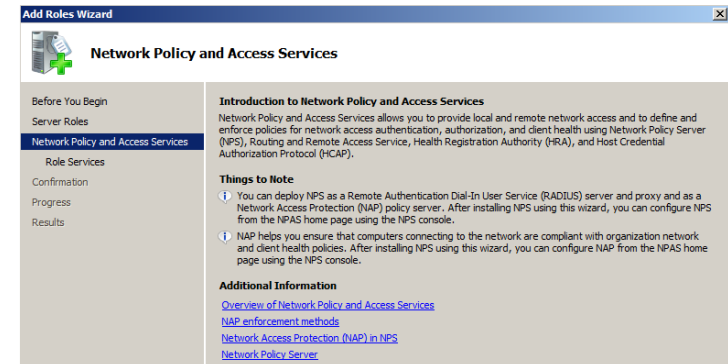 Add Roles Wizard
Network Policy and Access Services
Before You Begin
Server Roles
Network Policy and Access Services
Role Services
Confirmation
Progress
Results
Introduction to Network Policy and Access Services
Network Policy and Access Services allows you to provide local and remote network access and to define and
enforce policies for network access authentication, authorization, and client health using Network Policy Server
(NPS), Routing and Remote Access Service, Health Registration Authority (HRA), and Host Credential
Authorization Protocol (HCAP).
Things to Note
You can deploy NPS as a Remote Authentication Dial-In User Service (RADIUS) server and proxy and as a
Network Access Protection (NAP) policy server. After installing NPS using this wizard, you can configure NPS
from the NPAS home page using the NPS console.
NAP helps you ensure that computers connecting to the network are compliant with organization network
and client health policies. After installing NPS using this wizard, you can configure NAP from the NPAS home
page using the NPS console.
Additional Information
Overview of Network Policy and Access Services
NAP enforcement methods
Network Access Protection (NAP) in NPS
Network Policy Server